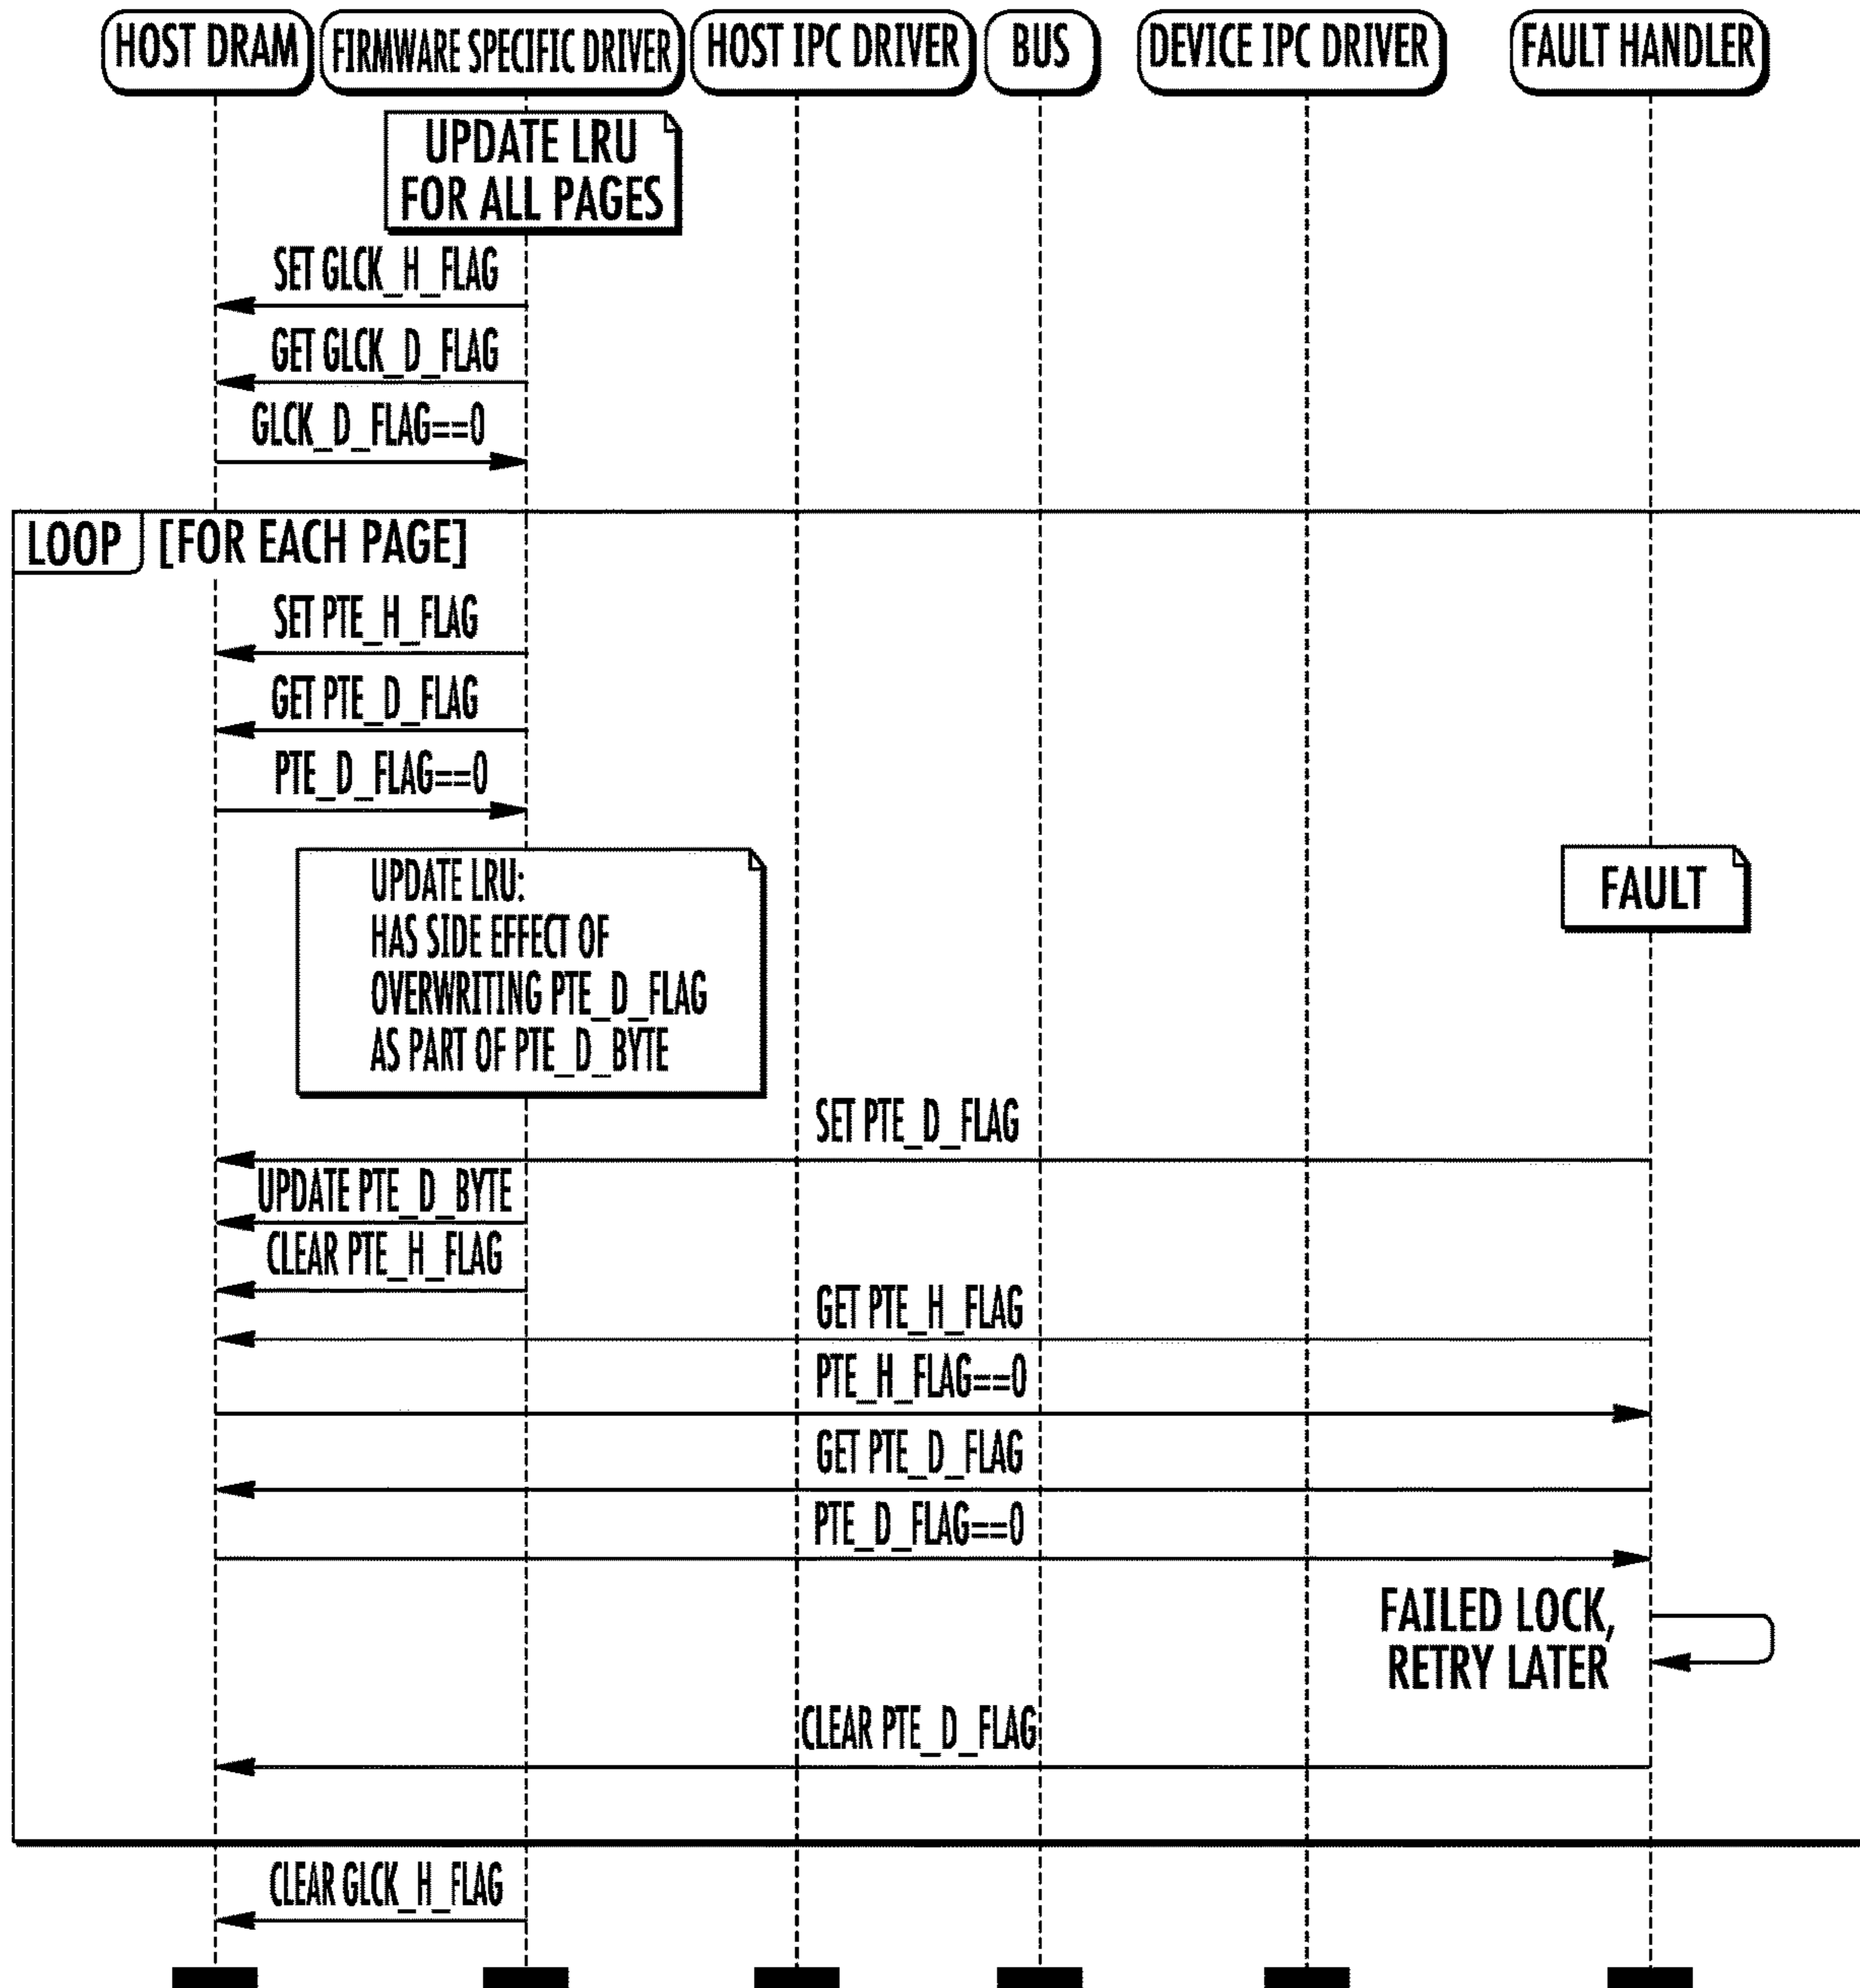 HOST DRAM
FIRMWARE SPECIFIC DRIVER
HOST IPC DRIVER
BUS
DEVICE IPC DRIVER
FAULT HANDLER
UPDATE LRU
FOR ALL PAGES
SET GLCK_H_FLAG
GET GLCK_D_FLAG
GLCK_D_FLAG==0
LOOP
[FOR EACH PAGE]
SET PTE_H_FLAG
GET PTE_D_FLAG
PTE_D_FLAG==0
UPDATE LRU:
HAS SIDE EFFECT OF
OVERWRITING PTE_D_FLAG
AS PART OF PTE_D_BYTE
FAULT
SET PTE_D_FLAG
UPDATE PTE_D_BYTE
CLEAR PTE_H_FLAG
GET PTE_H_FLAG
PTE_H_FLAG==0
GET PTE_D_FLAG
PTE_D_FLAG==0
FAILED LOCK,
RETRY LATER
CLEAR PTE_D_FLAG
CLEAR GLCK_H_FLAG